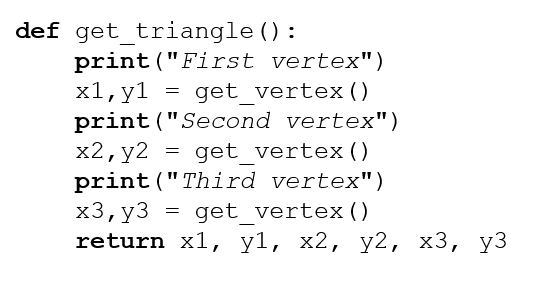 def get_triangle():
    print("First vertex")
    x1,y1 = get_vertex()
    print("Second vertex")
    x2,y2 = get_vertex()
    print("Third vertex")
    x3,y3 = get_vertex()
    return x1, y1, x2, y2, x3, y3